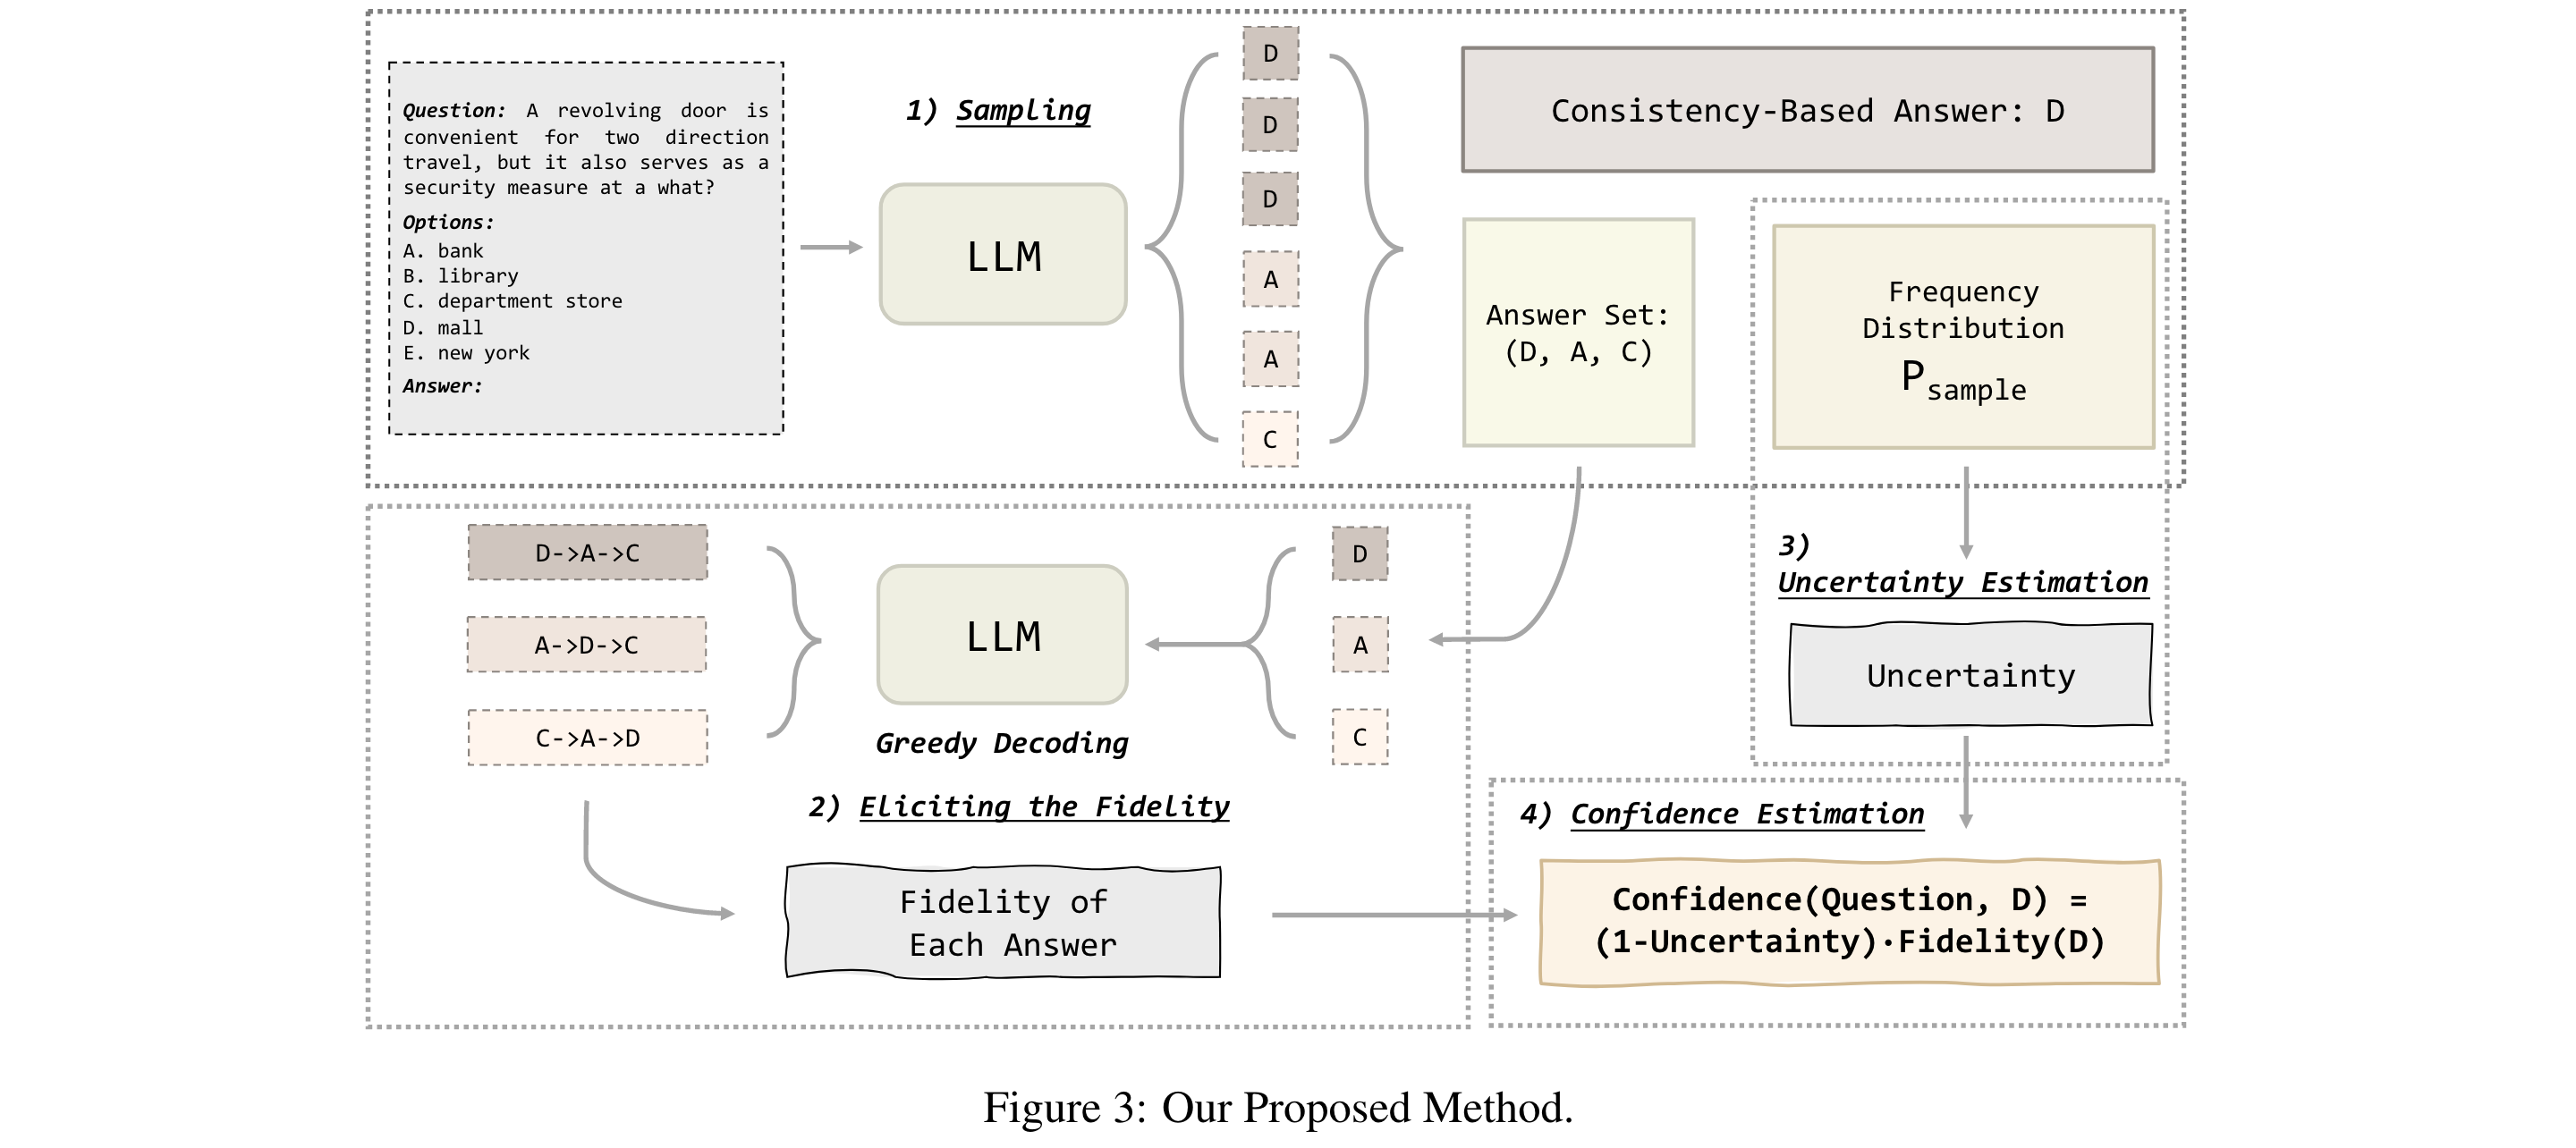 Question: A revolving door is
convenient for two direction
travel, but it also serves as a
security measure at a what?
Options:
A. bank
B. library
C. department store
D. mall
E. new york
Answer:
1) Sampling
LLM
D
D
D
A
A
C
Consistency-Based Answer: D
Answer Set:
(D, A, C)
Frequency
Distribution
Psample
D->A->C
A->D->C
C->A->D
LLM
Greedy Decoding
2) Eliciting the Fidelity
D
A
C
Fidelity of
Each Answer
3)
Uncertainty Estimation
Uncertainty
4) Confidence Estimation
Confidence(Question, D) =
(1-Uncertainty)·Fidelity(D)
Figure 3: Our Proposed Method.